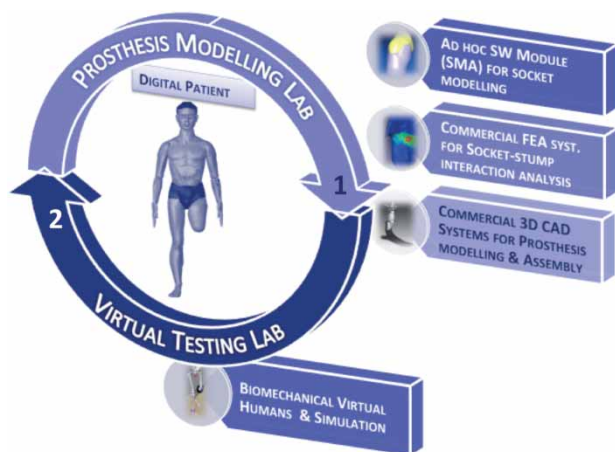 PROSTHESIS MODELLING LAB
DIGITAL PATIENT
1
2
VIRTUAL TESTING LAB
AD HOC SW MODULE
(SMA) FOR SOCKET
MODELLING
COMMERCIAL FEA SYST.
FOR SOCKET-STUMP
INTERACTION ANALYSIS
COMMERCIAL 3D CAD
SYSTEMS FOR PROSTHESIS
MODELLING & ASSEMBLY
BIOMECHANICAL VIRTUAL
HUMANS & SIMULATION